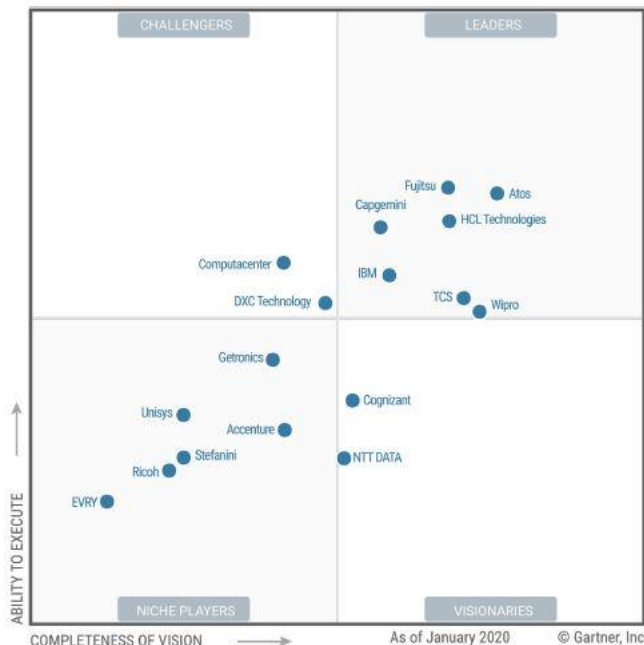 CHALLENGERS
LEADERS
Fujitsu
Atos
Capgemini
HCL Technologies
Computacenter
IBM
DXC Technology
TCS
Wipro
Getronics
Cognizant
Unisys
Accenture
Stefanini
NTT DATA
Ricoh
EVRY
ABILITY TO EXECUTE
NICHE PLAYERS
VISIONARIES
COMPLETENESS OF VISION
As of January 2020
© Gartner, Inc